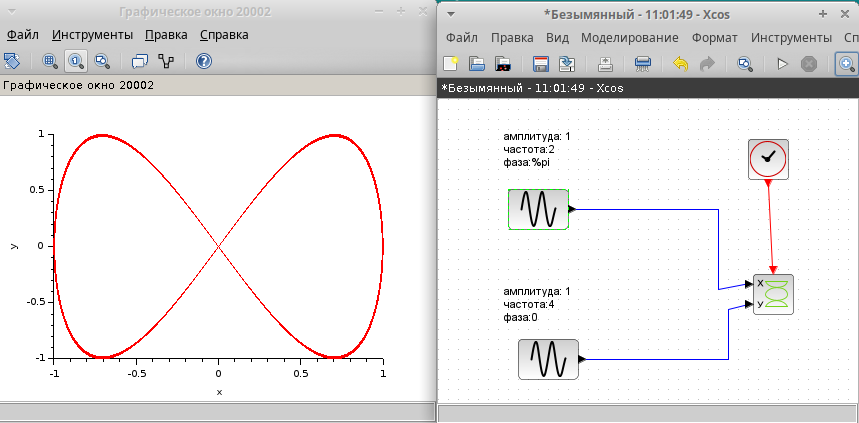 Графическое окно 20002
Файл Инструменты Правка Справка
Графическое окно 20002
1
0.5
0
-0.5
-1
y
-1 -0.5 0 0.5 1
x
*Безымянный - 11:01:49 - Xcos
Файл Правка Вид Моделирование Формат Инструменты Сп
*Безымянный - 11:01:49 - Xcos
амплитуда: 1
частота:2
фаза:%pi
X
У
амплитуда: 1
частота:4
фаза:0